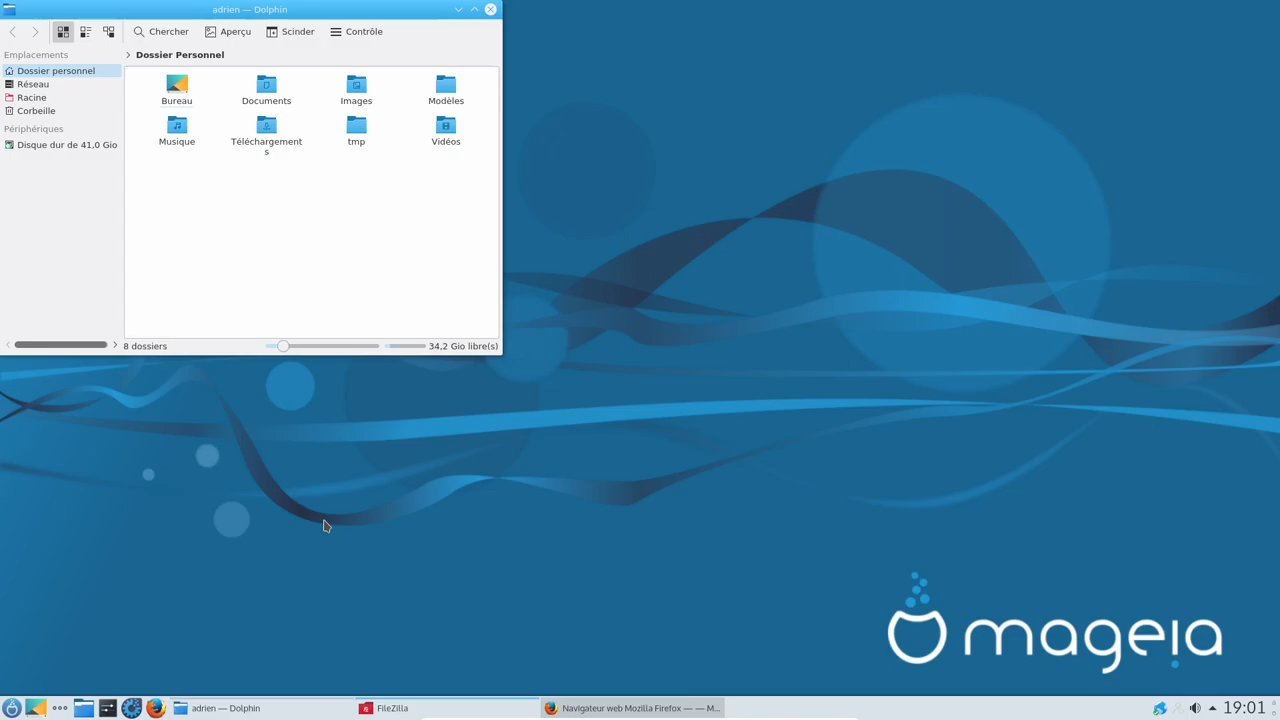 adrien — Dolphin
Chercher Aperçu Scinder Contrôle
Emplacements
Dossier Personnel
Dossier personnel
Réseau
Racine
Corbeille
Périphériques
Disque dur de 41,0 Gio
Bureau Documents Images Modèles
Musique Téléchargement
s tmp Vidéos
8 dossiers 34,2 Gio libre(s)
mageia
adrien — Dolphin FileZilla Navigateur web Mozilla Firefox — — M... 19:01